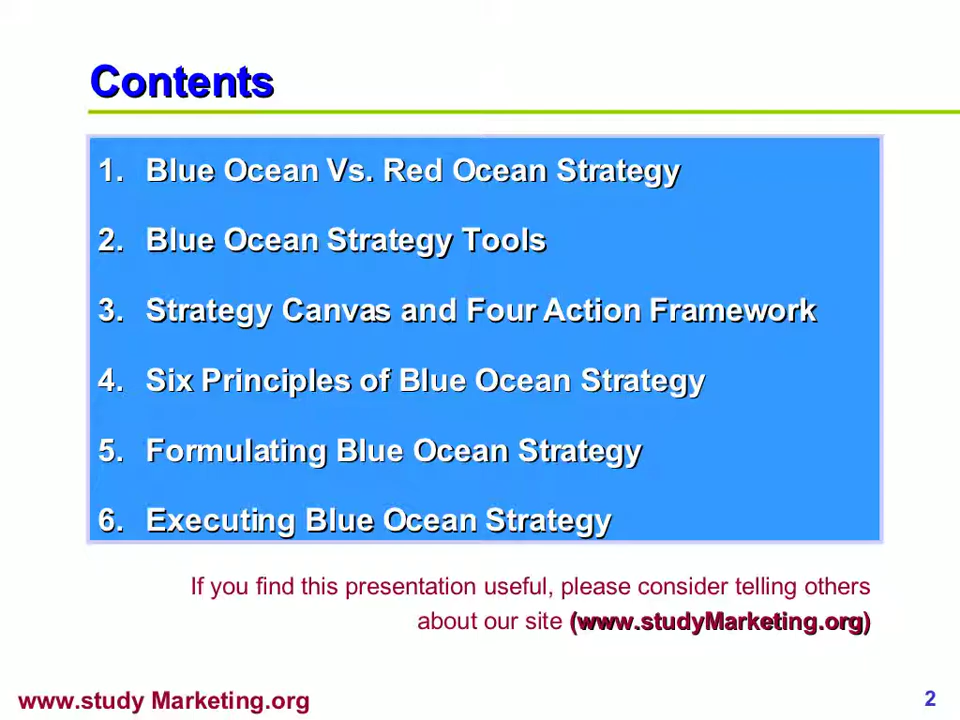 Contents
1. Blue Ocean Vs. Red Ocean Strategy
2. Blue Ocean Strategy Tools
3. Strategy Canvas and Four Action Framework
4. Six Principles of Blue Ocean Strategy
5. Formulating Blue Ocean Strategy
6. Executing Blue Ocean Strategy
If you find this presentation useful, please consider telling others
about our site (www.studyMarketing.org)
www.study Marketing.org
2